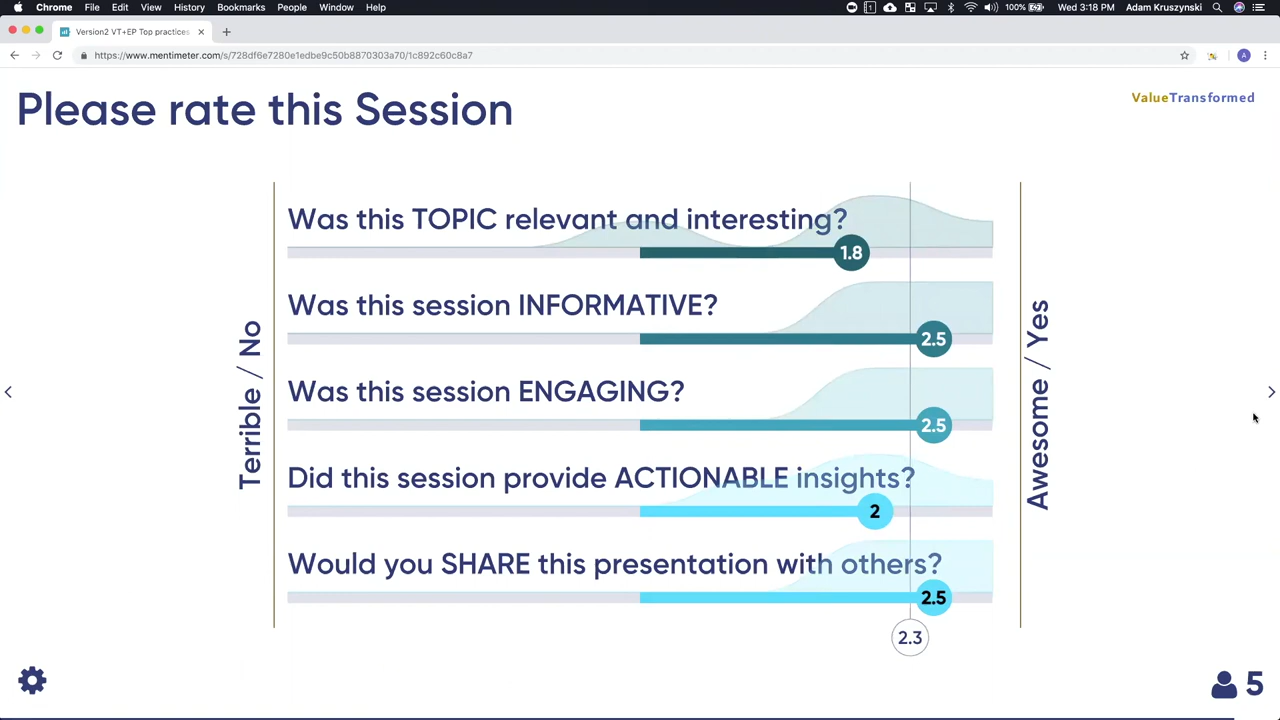 Chrome File Edit View History Bookmarks People Window Help 1 100% Wed 3:18 PM Adam Kruszynski
Version2 VT+EP Top practices
https://www.mentimeter.com/s/728df6e7280e1edbe9c50b8870303a70/1c892c60c8a7 A
Please rate this Session
ValueTransformed
Terrible / No
Was this TOPIC relevant and interesting?
1.8
Was this session INFORMATIVE?
2.5
Was this session ENGAGING?
2.5
Did this session provide ACTIONABLE insights?
2
Would you SHARE this presentation with others?
2.5
2.3
Awesome / Yes
5